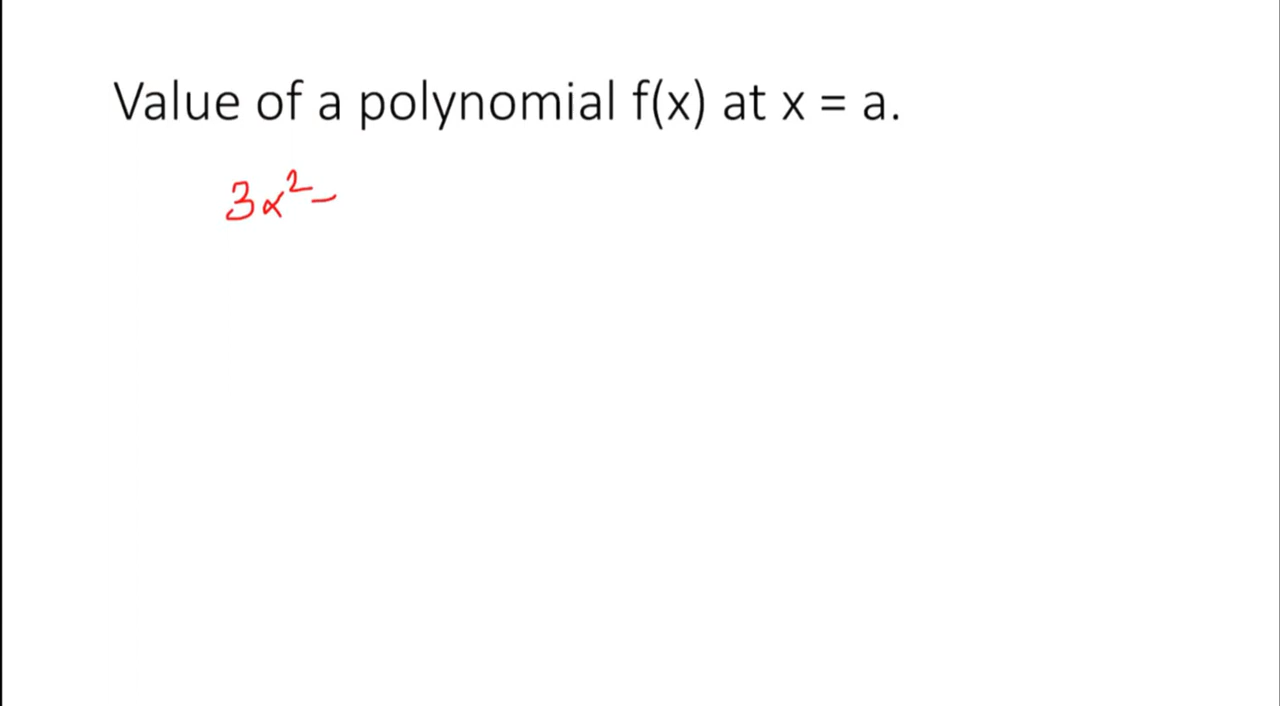 Value of a polynomial f(x) at x = a.
3x² -